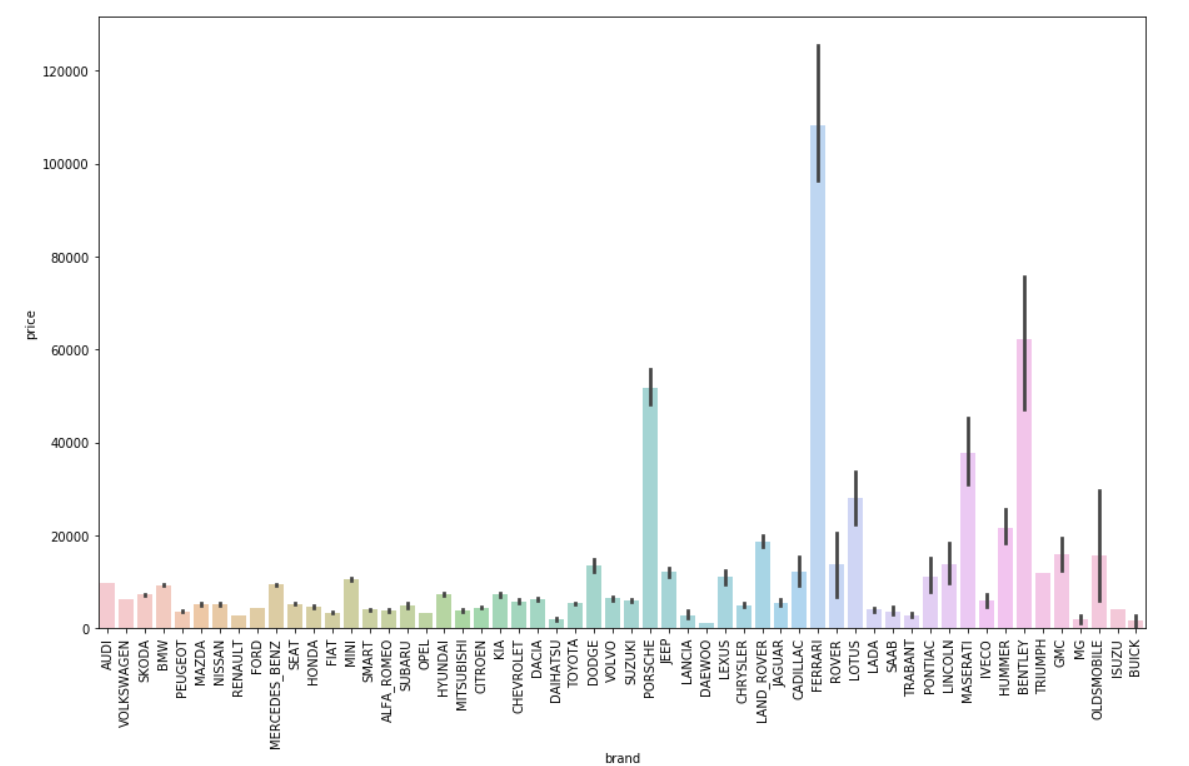 120000
100000
80000
60000
40000
20000
0
price
AUDI
VOLKSWAGEN
SKODA
BMW
PEUGEOT
MAZDA
NISSAN
RENAULT
FORD
MERCEDES_BENZ
SEAT
HONDA
FIAT
MINI
SMART
ALFA_ROMEO
SUBARU
OPEL
HYUNDAI
MITSUBISHI
CITROEN
KIA
CHEVROLET
DACIA
DAIHATSU
TOYOTA
DODGE
VOLVO
SUZUKI
PORSCHE
JEEP
LANCIA
DAEWOO
LEXUS
CHRYSLER
LAND_ROVER
JAGUAR
CADILLAC
FERRARI
ROVER
LOTUS
LADA
SAAB
TRABANT
PONTIAC
LINCOLN
MASERATI
IVECO
HUMMER
BENTLEY
TRIUMPH
GMC
MG
OLDSMOBILE
ISUZU
BUICK
brand